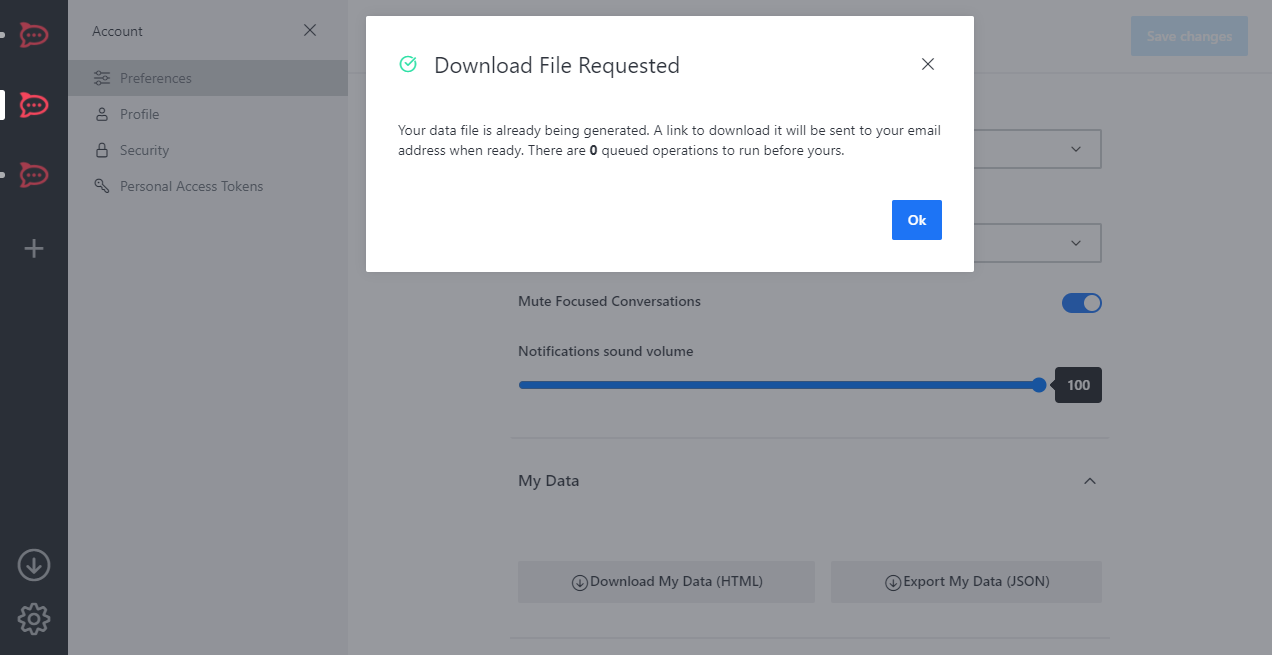 Account
Preferences
Profile
Security
Personal Access Tokens
Save changes
Download File Requested
Your data file is already being generated. A link to download it will be sent to your email
address when ready. There are 0 queued operations to run before yours.
Ok
Mute Focused Conversations
Notifications sound volume
100
My Data
Download My Data (HTML)
Export My Data (JSON)